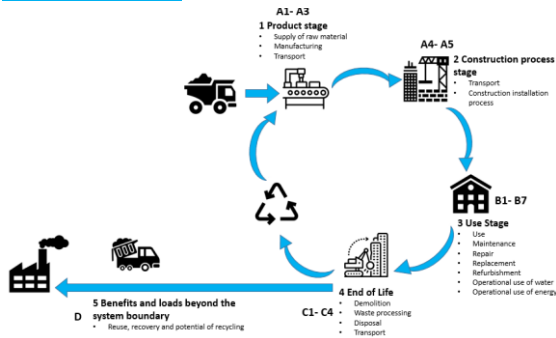 A1- A3
1 Product stage
• Supply of raw material
• Manufacturing
• Transport
A4- A5
2 Construction process
stage
• Transport
• Construction installation
process
B1- B7
3 Use Stage
• Use
• Maintenance
• Repair
• Replacement
• Refurbishment
• Operational use of water
• Operational use of energy
4 End of Life
C1- C4
• Demolition
• Waste processing
• Disposal
• Transport
5 Benefits and loads beyond the
D
system boundary
• Reuse, recovery and potential of recycling